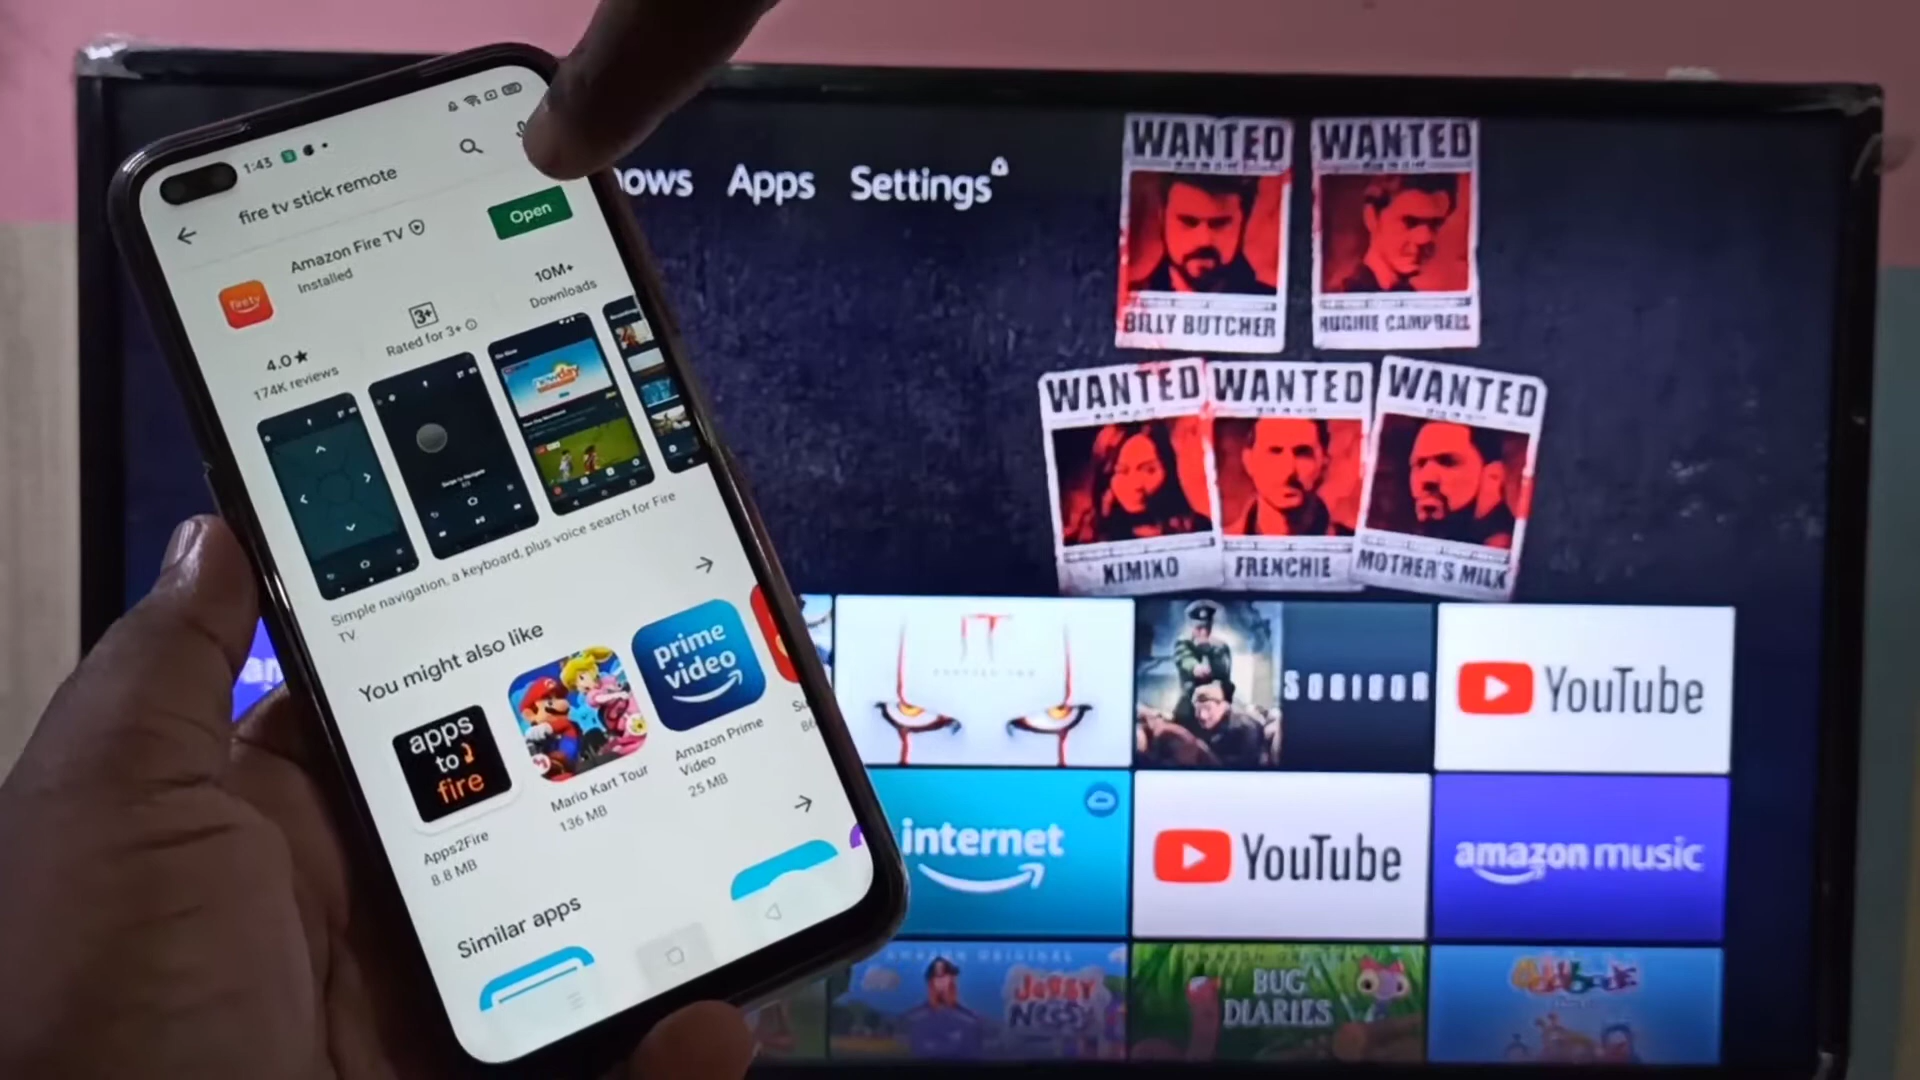 1:43
fire tv stick remote
Amazon Fire TV
Installed
Open
fire tv
4.0★
174K reviews
3+
Rated for 3+
10M+
Downloads
Simple navigation, a keyboard, plus voice search for Fire
TV
You might also like
apps
to
fire
Apps2Fire
8.8 MB
Mario Kart Tour
136 MB
prime
video
Amazon Prime
Video
25 MB
Similar apps
Apps
Settings
WANTED
BILLY BUTCHER
WANTED
HUGHIE CAMPBELL
WANTED
KIMIKO
WANTED
FRENCHIE
WANTED
MOTHER'S MILK
IT
SOBIBOR
YouTube
internet
YouTube
amazon music
BUG
DIARIES